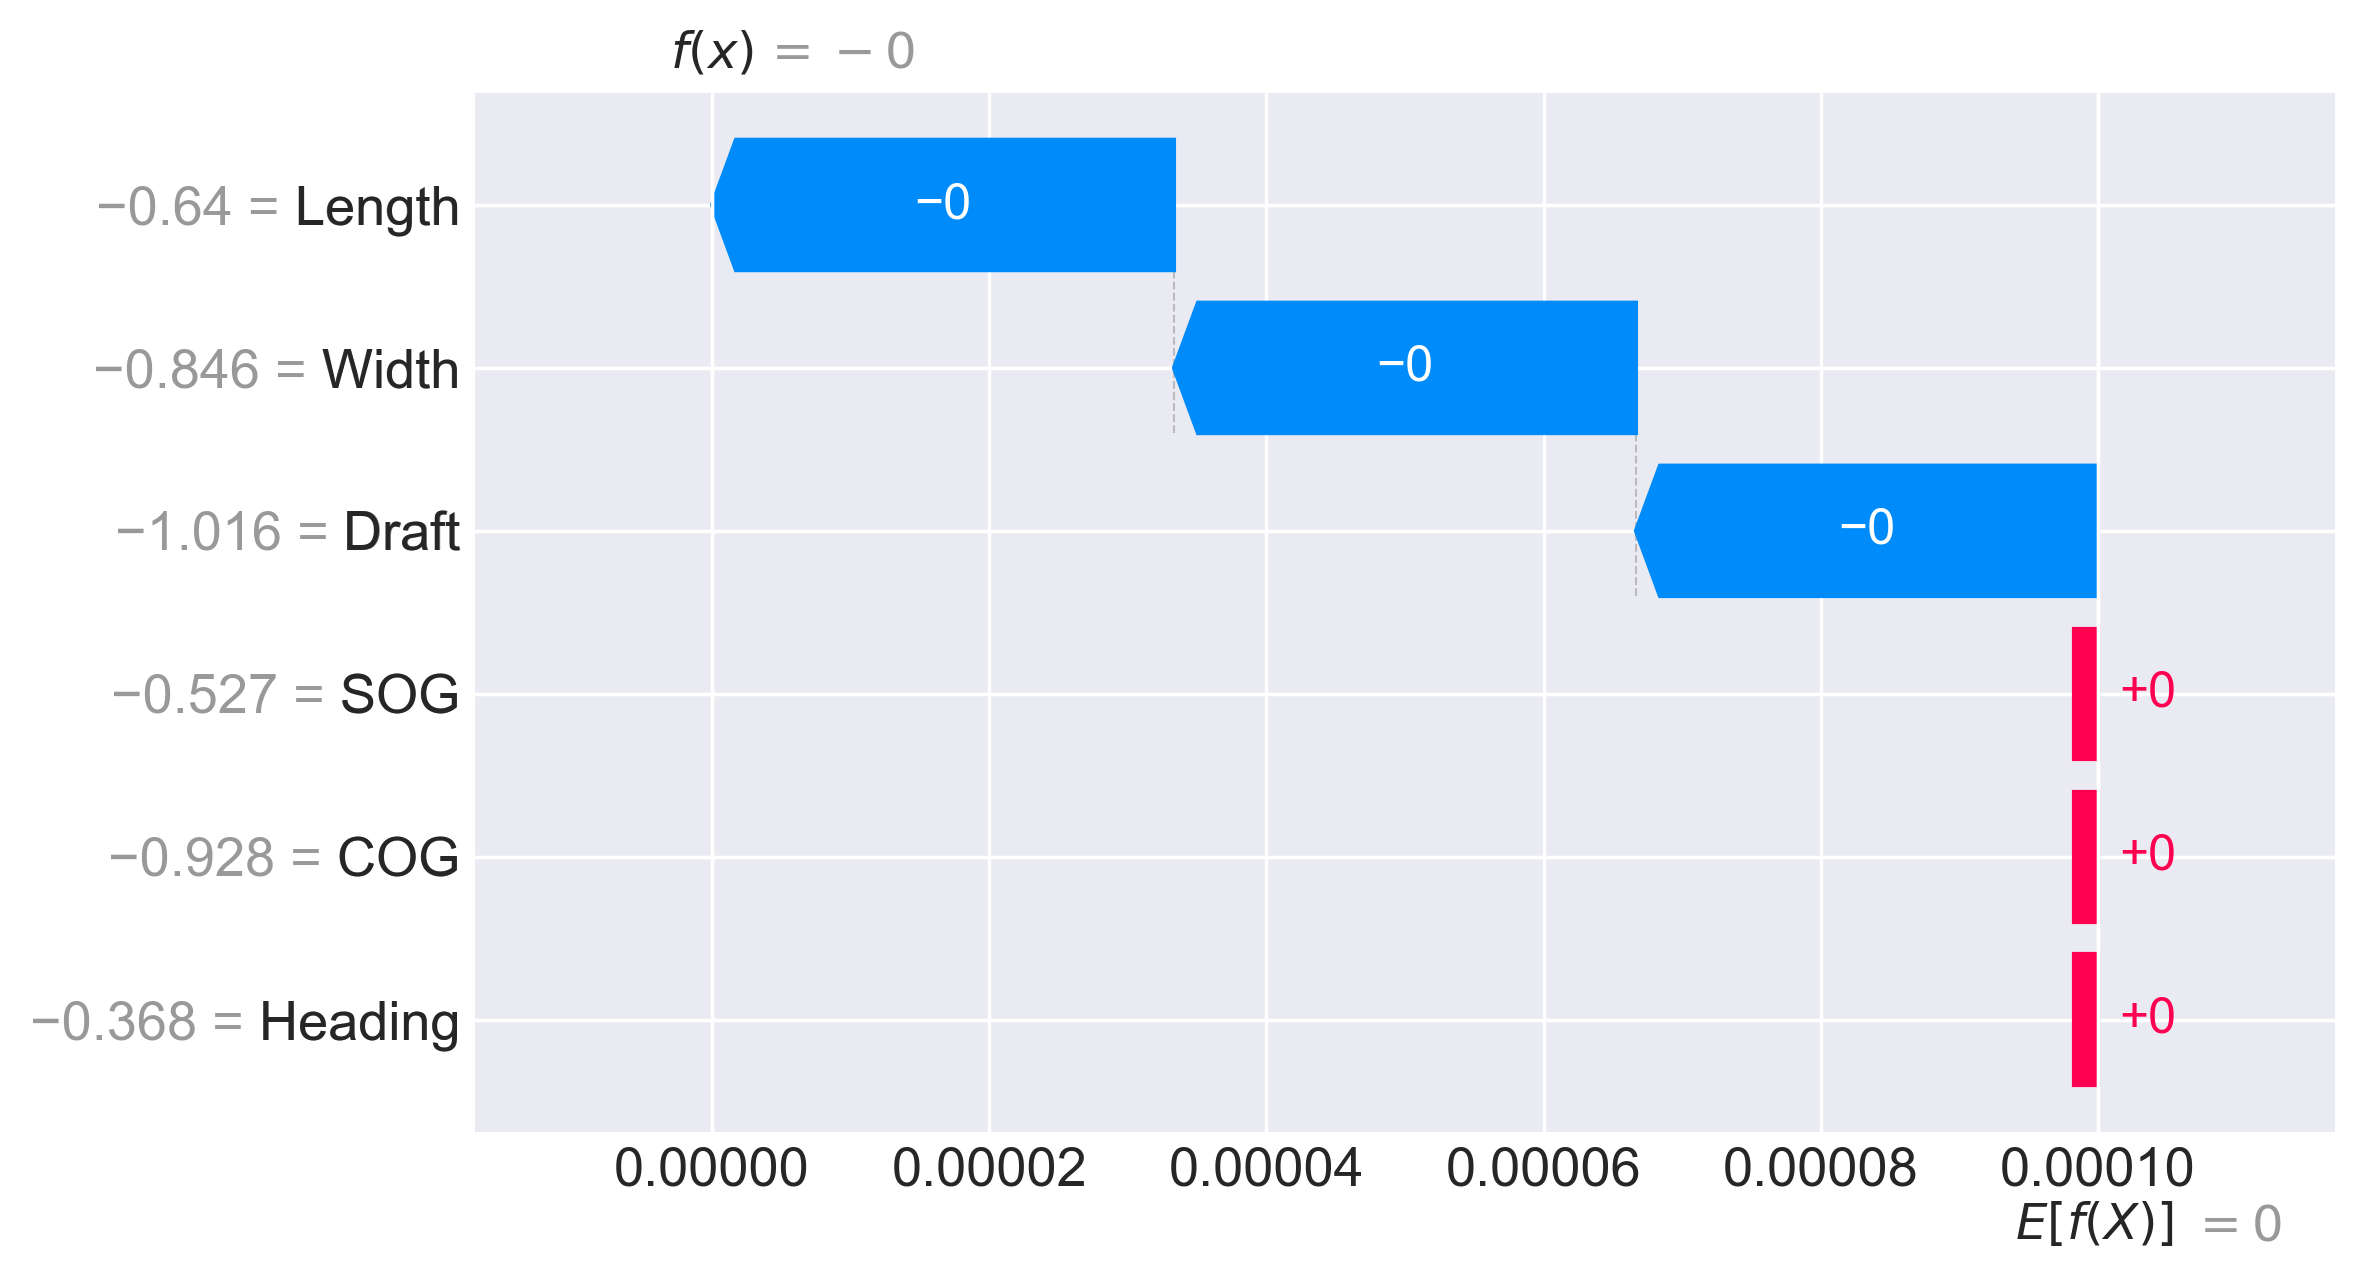 f(x) = − 0
−0.64 = Length
−0
−0.846 = Width
−0
−1.016 = Draft
−0
−0.527 = SOG
+0
−0.928 = COG
+0
−0.368 = Heading
+0
0.00000 0.00002 0.00004 0.00006 0.00008 0.00010
E[f(X)] = 0